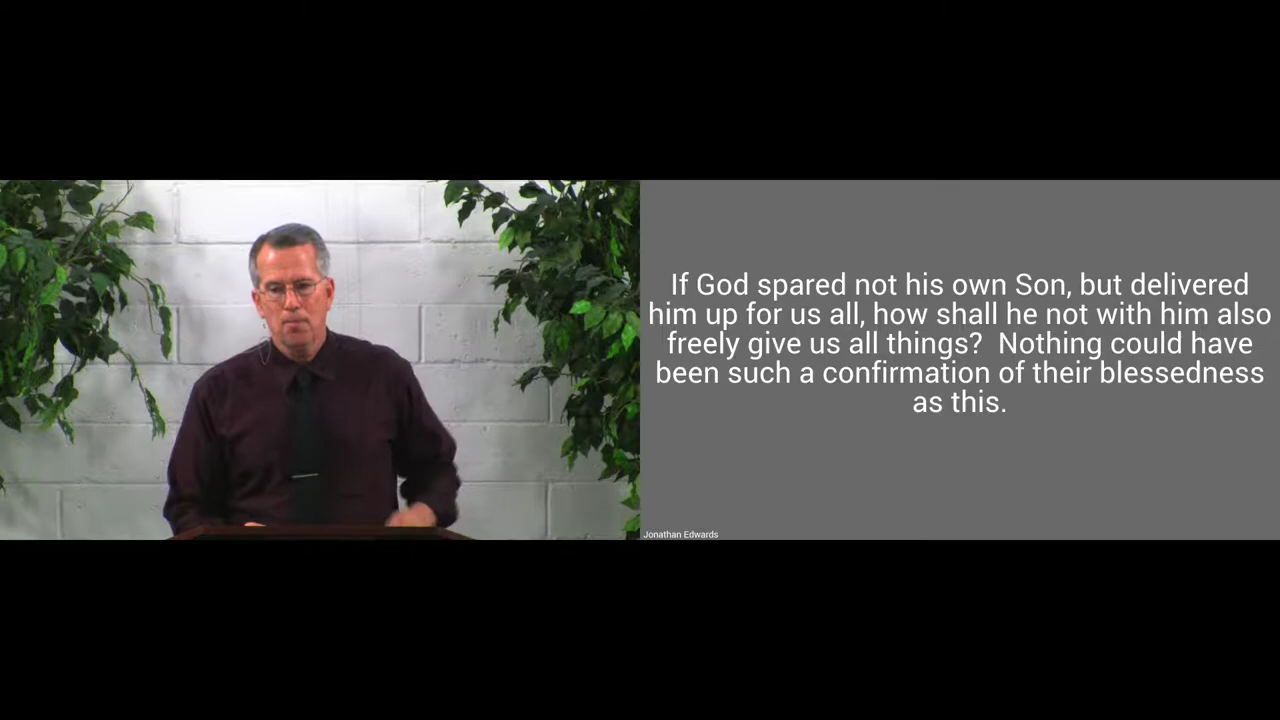 If God spared not his own Son, but delivered
him up for us all, how shall he not with him also
freely give us all things?  Nothing could have
been such a confirmation of their blessedness
as this.
Jonathan Edwards